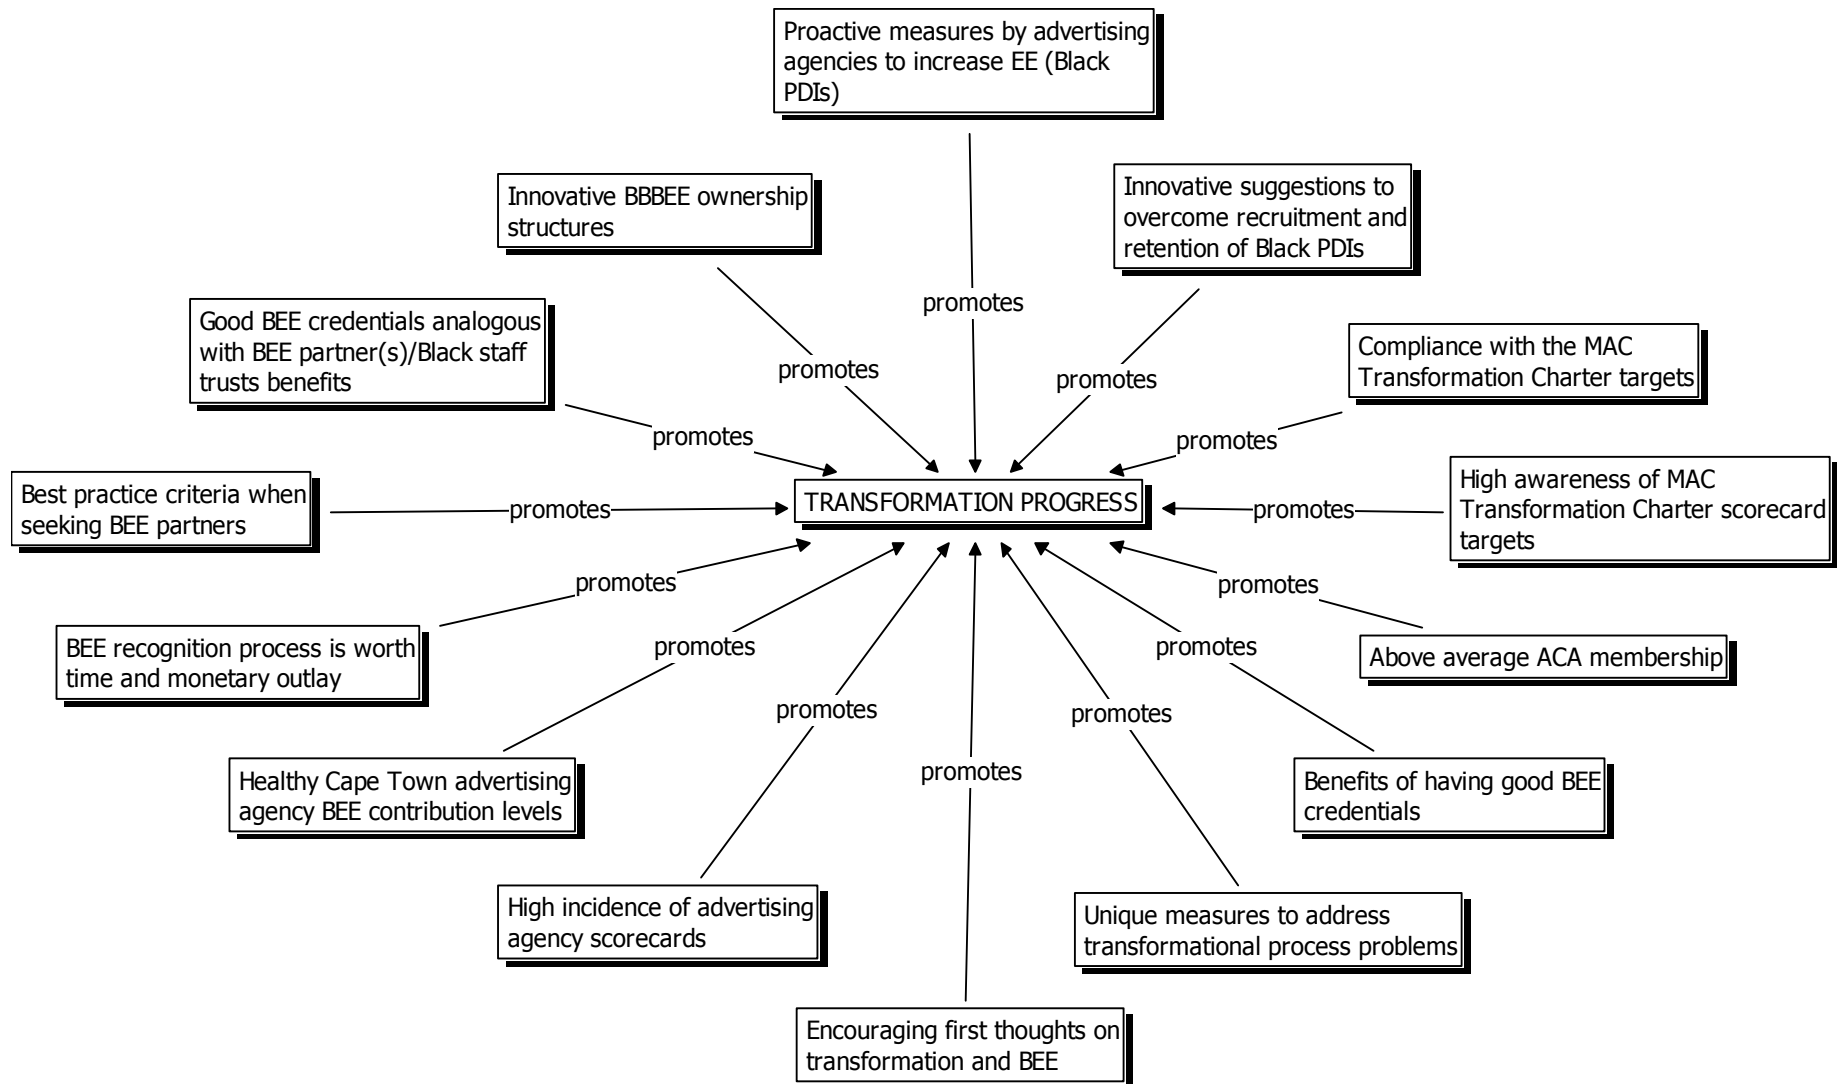 Proactive measures by advertising
agencies to increase EE (Black
PDIs)
Innovative BBBEE ownership
structures
Innovative suggestions to
overcome recruitment and
retention of Black PDIs
promotes
Good BEE credentials analogous
with BEE partner(s)/Black staff
trusts benefits
promotes
promotes
Compliance with the MAC
Transformation Charter targets
promotes
promotes
Best practice criteria when
seeking BEE partners
promotes
TRANSFORMATION PROGRESS
promotes
High awareness of MAC
Transformation Charter scorecard
targets
promotes
promotes
BEE recognition process is worth
time and monetary outlay
promotes
promotes
Above average ACA membership
promotes
promotes
promotes
Healthy Cape Town advertising
agency BEE contribution levels
Benefits of having good BEE
credentials
High incidence of advertising
agency scorecards
Unique measures to address
transformational process problems
Encouraging first thoughts on
transformation and BEE